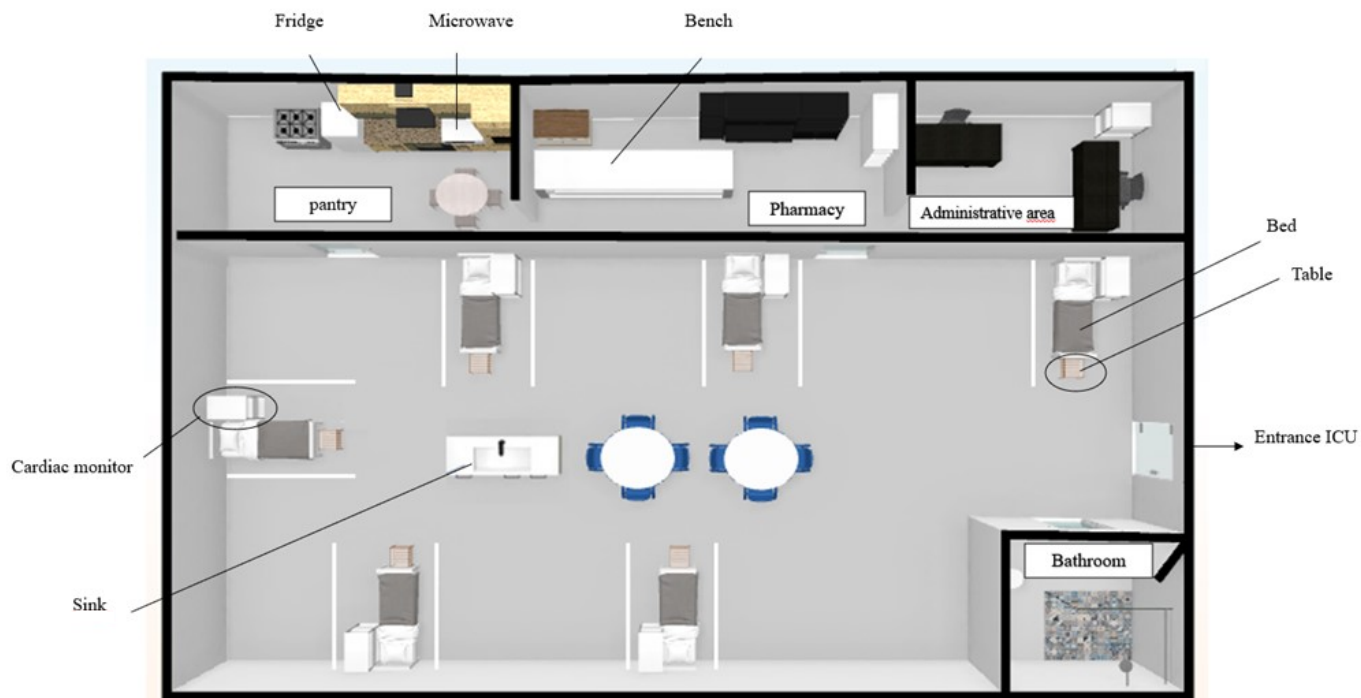 Fridge
Microwave
Bench
pantry
Pharmacy
Administrative area
Bed
Table
Cardiac monitor
Entrance ICU
Bathroom
Sink